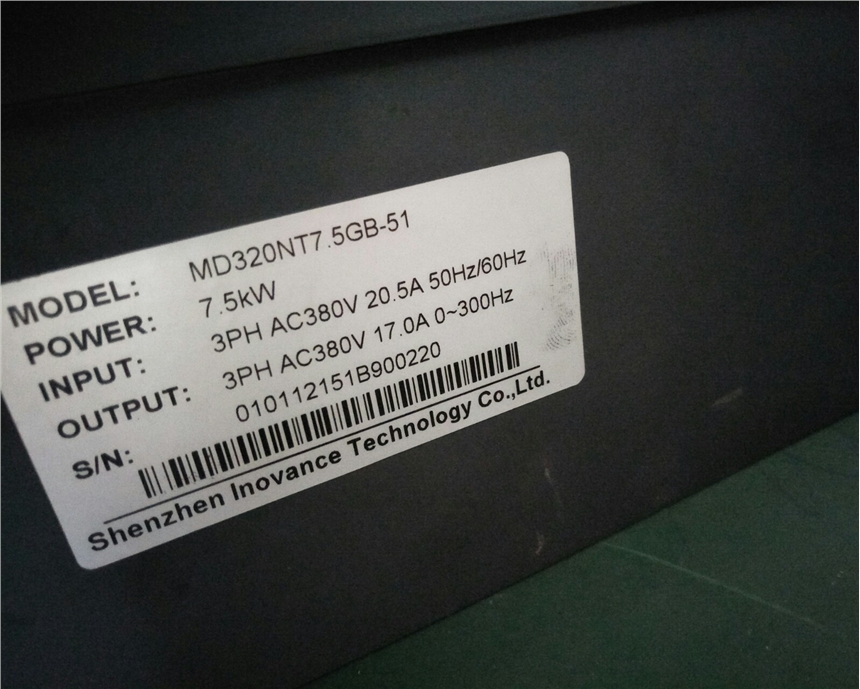 MODEL: MD320NT7.5GB-51
POWER: 7.5kW
INPUT: 3PH AC380V 20.5A 50Hz/60Hz
OUTPUT: 3PH AC380V 17.0A 0~300Hz
S/N: 010112151B900220
Shenzhen Inovance Technology Co.,Ltd.